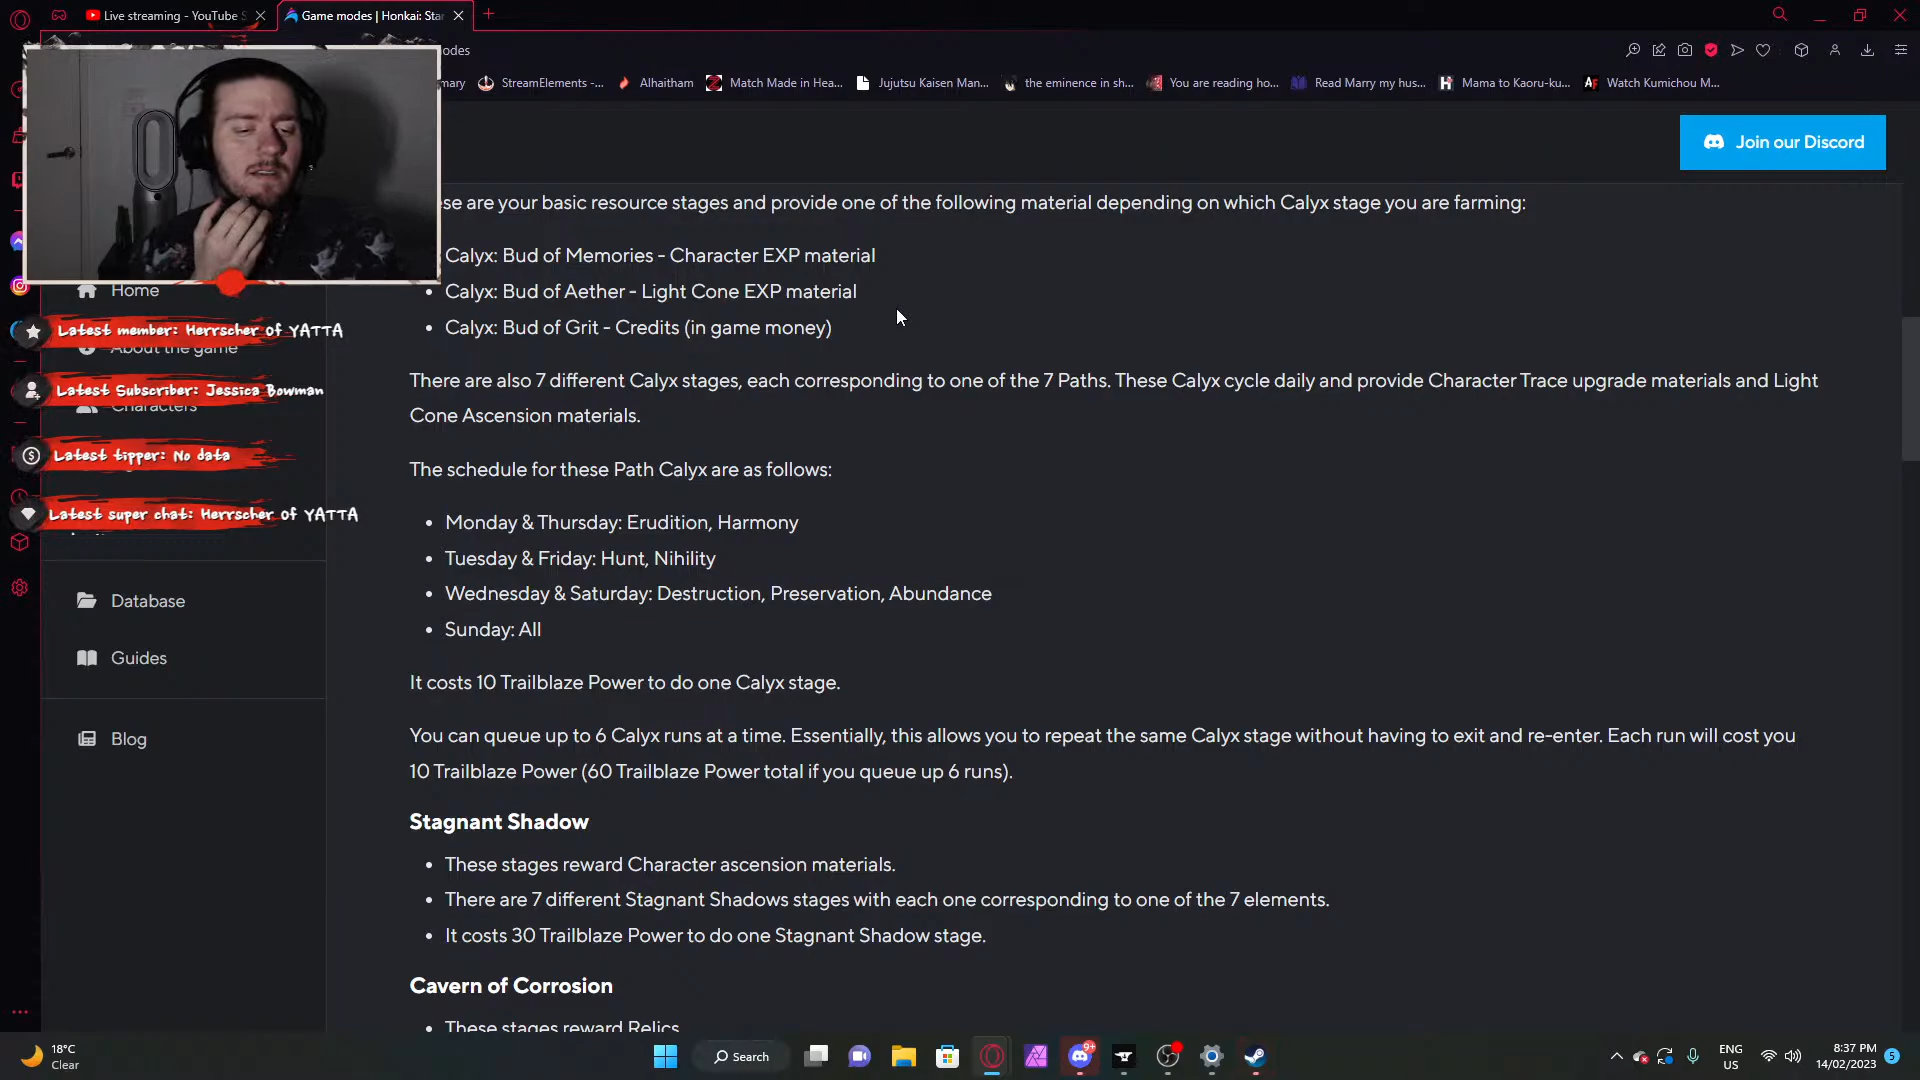 Live streaming - YouTube S
Game modes | Honkai: Star
odes
mary
StreamElements -...
Alhaitham
Match Made in Hea...
Jujutsu Kaisen Man...
the eminence in sh...
You are reading ho...
Read Marry my hus...
Mama to Kaoru-ku...
Watch Kumichou M...
Join our Discord
ese are your basic resource stages and provide one of the following material depending on which Calyx stage you are farming:
Calyx: Bud of Memories - Character EXP material
Calyx: Bud of Aether - Light Cone EXP material
Calyx: Bud of Grit - Credits (in game money)
There are also 7 different Calyx stages, each corresponding to one of the 7 Paths. These Calyx cycle daily and provide Character Trace upgrade materials and Light
Cone Ascension materials.
The schedule for these Path Calyx are as follows:
Monday & Thursday: Erudition, Harmony
Tuesday & Friday: Hunt, Nihility
Wednesday & Saturday: Destruction, Preservation, Abundance
Sunday: All
It costs 10 Trailblaze Power to do one Calyx stage.
You can queue up to 6 Calyx runs at a time. Essentially, this allows you to repeat the same Calyx stage without having to exit and re-enter. Each run will cost you
10 Trailblaze Power (60 Trailblaze Power total if you queue up 6 runs).
Stagnant Shadow
These stages reward Character ascension materials.
There are 7 different Stagnant Shadows stages with each one corresponding to one of the 7 elements.
It costs 30 Trailblaze Power to do one Stagnant Shadow stage.
Cavern of Corrosion
These stages reward Relics
Home
Latest member: Herrscher of YATTA
About the game
Latest Subscriber: Jessica Bowman
Characters
Latest tipper: No data
Latest super chat: Herrscher of YATTA
Database
Guides
Blog
18°C
Clear
Search
9+
ENG
US
8:37 PM
14/02/2023
5